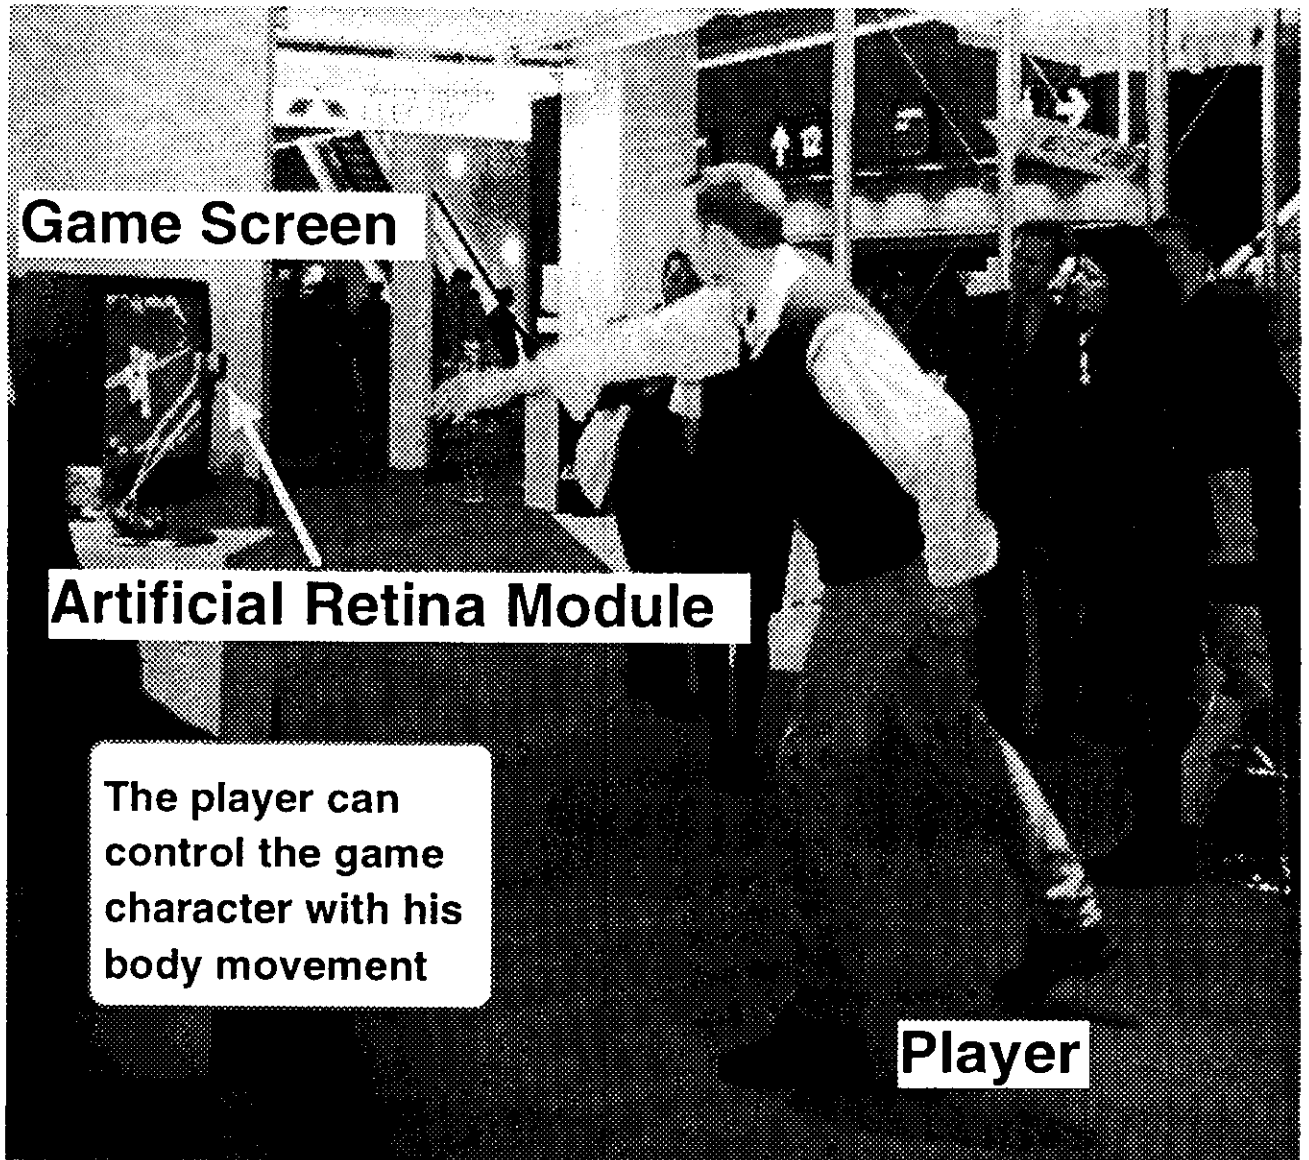 Game Screen
Artificial Retina Module
The player can
control the game
character with his
body movement
Player